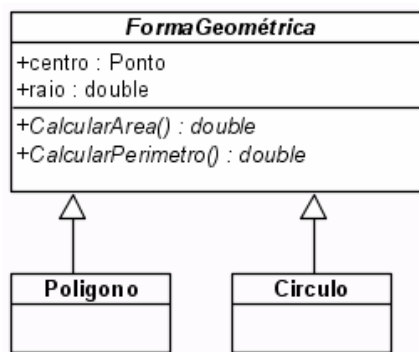 FormaGeométrica
+centro : Ponto
+raio : double
+CalcularArea() : double
+CalcularPerimetro() : double
Poligono
Circulo